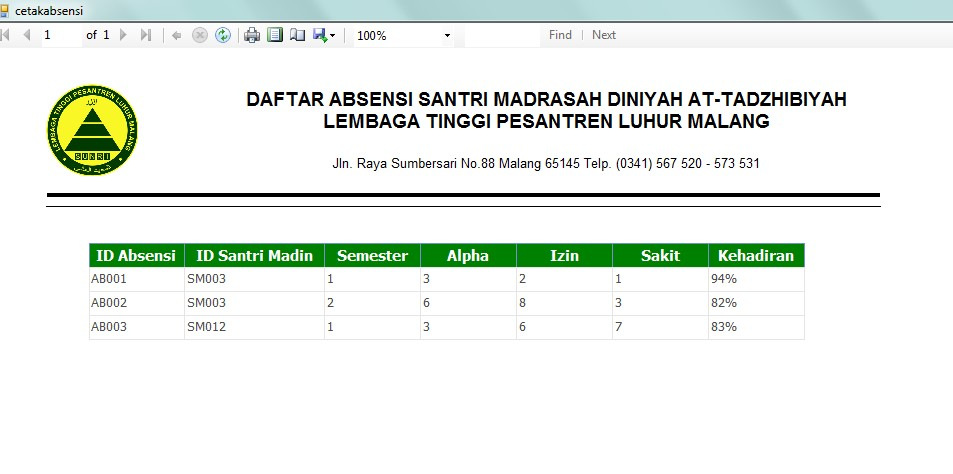 cetakabsensi
1 of 1 100% Find | Next
LEMBAGA TINGGI PESANTREN LUHUR MALANG
SUNRI
DAFTAR ABSENSI SANTRI MADRASAH DINIYAH AT-TADZHIBIYAH
LEMBAGA TINGGI PESANTREN LUHUR MALANG
Jln. Raya Sumbersari No.88 Malang 65145 Telp. (0341) 567 520 - 573 531
ID Absensi ID Santri Madin Semester Alpha Izin Sakit Kehadiran
AB001 SM003 1 3 2 1 94%
AB002 SM003 2 6 8 3 82%
AB003 SM012 1 3 6 7 83%